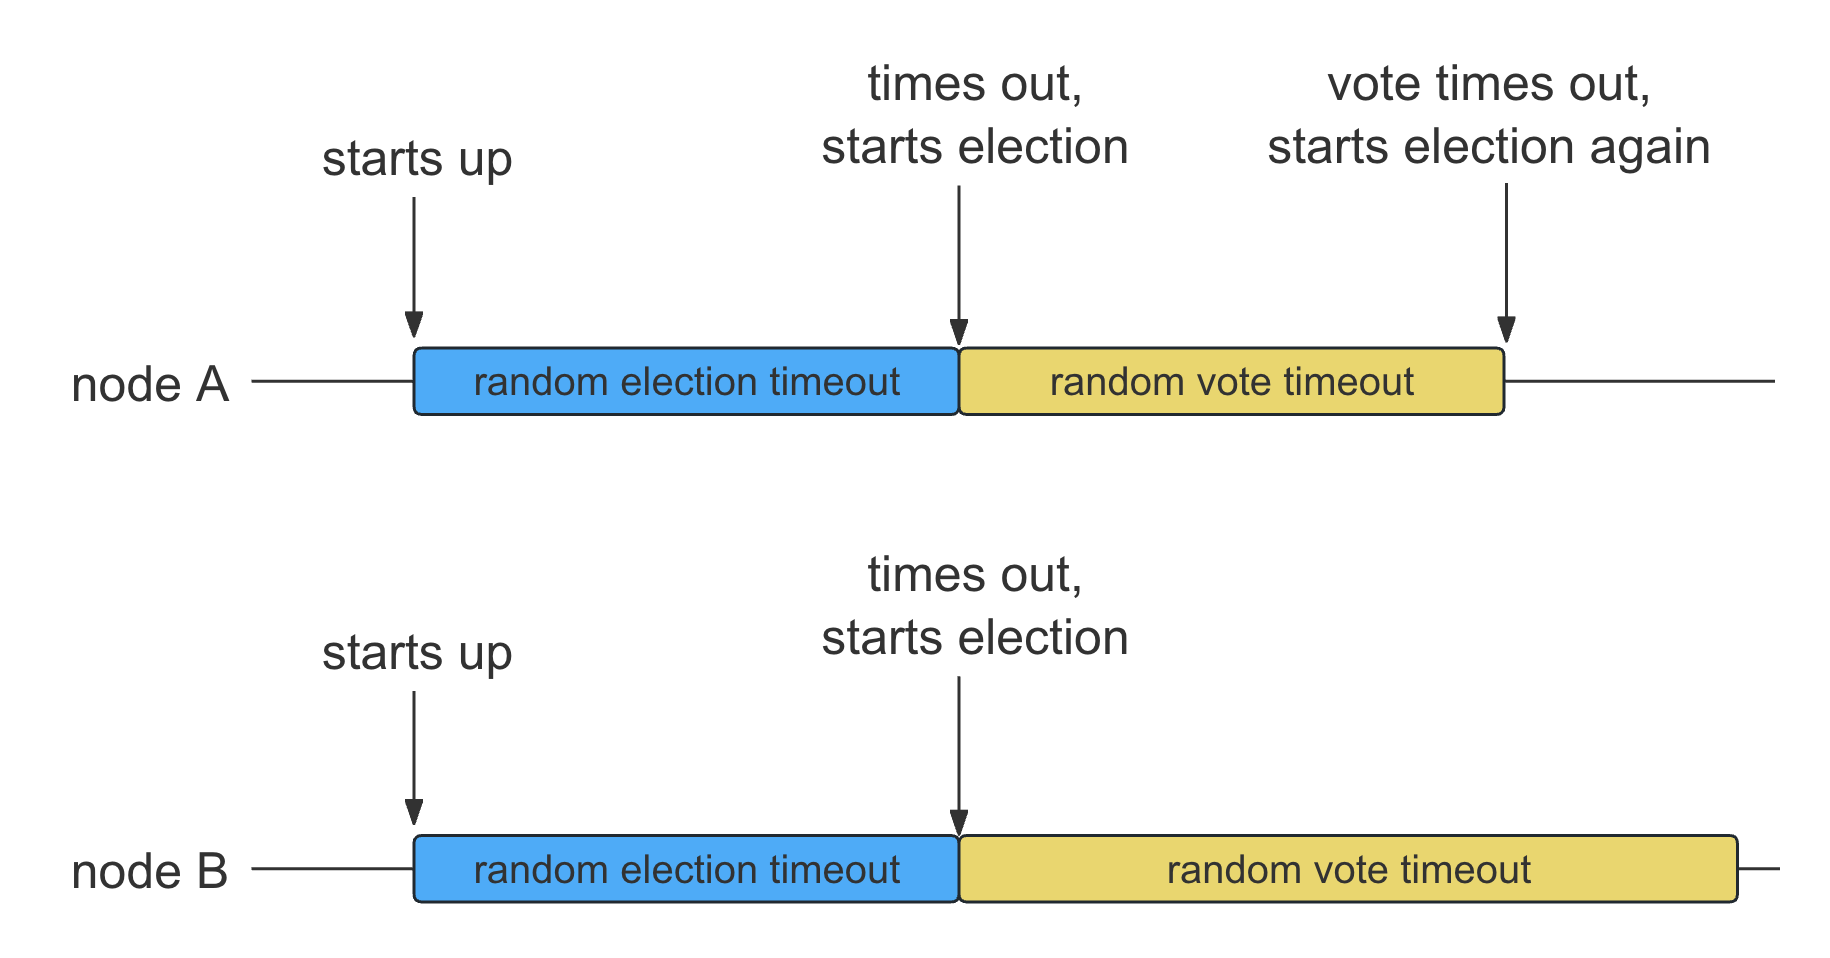 times out,
starts election
vote times out,
starts election again
starts up
node A
random election timeout
random vote timeout
times out,
starts election
starts up
node B
random election timeout
random vote timeout